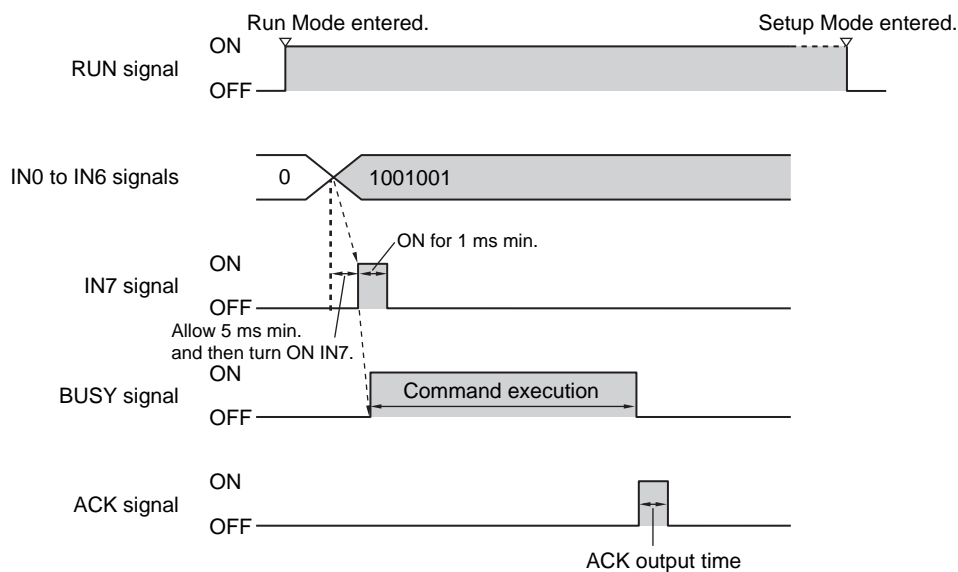 Run Mode entered.
Setup Mode entered.
ON
RUN signal
OFF
IN0 to IN6 signals
0
1001001
ON for 1 ms min.
ON
IN7 signal
OFF
Allow 5 ms min.
and then turn ON IN7.
ON
BUSY signal
Command execution
OFF
ON
ACK signal
OFF
ACK output time